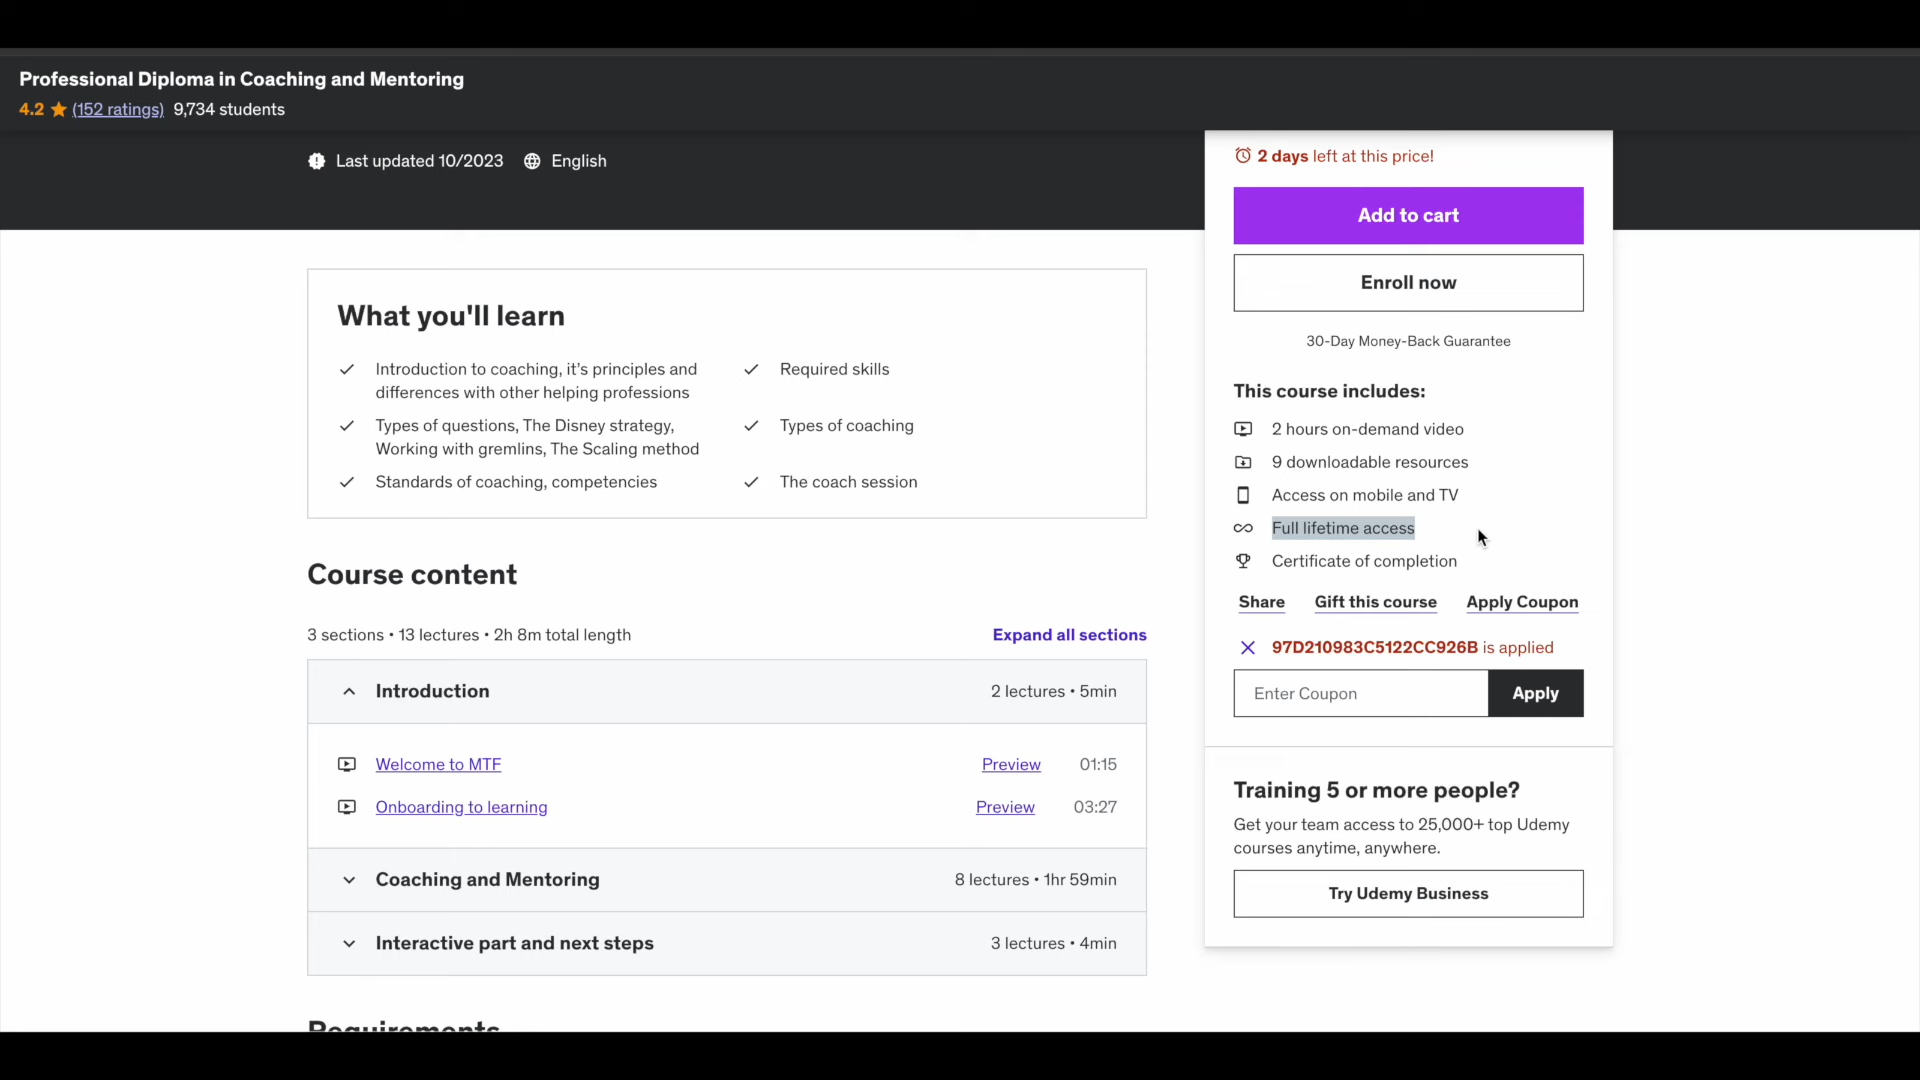 Professional Diploma in Coaching and Mentoring
4.2 (152 ratings) 9,734 students
Last updated 10/2023 English
2 days left at this price!
Add to cart
Enroll now
30-Day Money-Back Guarantee
This course includes:
2 hours on-demand video
9 downloadable resources
Access on mobile and TV
Full lifetime access
Certificate of completion
Share Gift this course Apply Coupon
97D210983C5122CC926B is applied
Enter Coupon Apply
Training 5 or more people?
Get your team access to 25,000+ top Udemy
courses anytime, anywhere.
Try Udemy Business
What you'll learn
Introduction to coaching, it's principles and
differences with other helping professions
Required skills
Types of questions, The Disney strategy,
Working with gremlins, The Scaling method
Types of coaching
Standards of coaching, competencies
The coach session
Course content
3 sections • 13 lectures • 2h 8m total length Expand all sections
Introduction 2 lectures • 5min
Welcome to MTF Preview 01:15
Onboarding to learning Preview 03:27
Coaching and Mentoring 8 lectures • 1hr 59min
Interactive part and next steps 3 lectures • 4min
Requirements